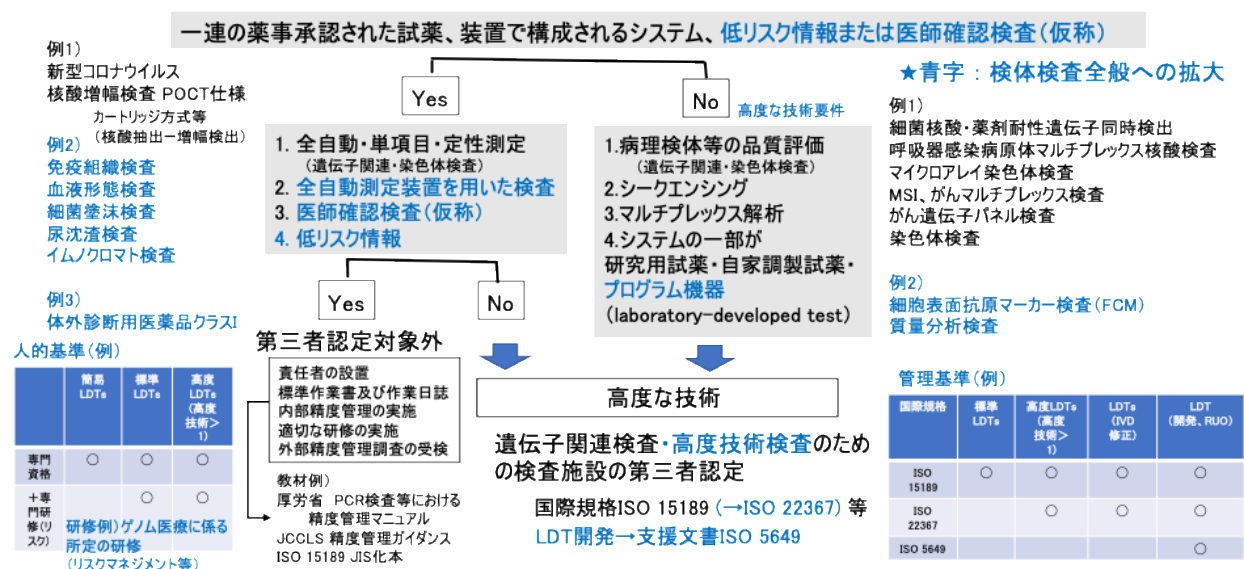 一連の薬事承認された試薬、装置で構成されるシステム、低リスク情報または医師確認検査（仮称）
例1）
新型コロナウイルス
核酸増幅検査 POCT仕様
カートリッジ方式等
（核酸抽出ー増幅検出）
例2）
免疫組織検査
血液形態検査
細菌塗沫検査
尿沈渣検査
イムノクロマト検査
例3）
体外診断用医薬品クラスI
Yes
No
高度な技術要件
1. 全自動・単項目・定性測定
（遺伝子関連・染色体検査）
2. 全自動測定装置を用いた検査
3. 医師確認検査（仮称）
4. 低リスク情報
1.病理検体等の品質評価
（遺伝子関連・染色体検査）
2.シークエンシング
3.マルチプレックス解析
4.システムの一部が
研究用試薬・自家調製試薬・
プログラム機器
（laboratory-developed test）
★青字：検体検査全般への拡大
例1）
細菌核酸・薬剤耐性遺伝子同時検出
呼吸器感染病原体マルチプレックス核酸検査
マイクロアレイ染色体検査
MSI、がんマルチプレックス検査
がん遺伝子パネル検査
染色体検査
例2）
細胞表面抗原マーカー検査（FCM）
質量分析検査
Yes
No
第三者認定対象外
責任者の設置
標準作業書及び作業日誌
内部精度管理の実施
適切な研修の実施
外部精度管理調査の受検
教材例）
厚労省 PCR検査等における
精度管理マニュアル
JCCLS 精度管理ガイダンス
ISO 15189 JIS化本
高度な技術
遺伝子関連検査・高度技術検査のため
の検査施設の第三者認定
国際規格ISO 15189（→ISO 22367）等
LDT開発→支援文書ISO 5649
人的基準（例）
簡易 LDTs 標準 LDTs 高度 LDTs （高度技術＞1）
専門資格 ○ ○ ○
＋専門研修（リスク） ○ ○
研修例）ゲノム医療に係る
所定の研修
（リスクマネジメント等）
管理基準（例）
国際規格 標準 LDTs 高度LDTs （高度技術＞1） LDTs （IVD修正） LDT （開発、RUO）
ISO 15189 ○ ○ ○ ○
ISO 22367 ○ ○ ○
ISO 5649 ○